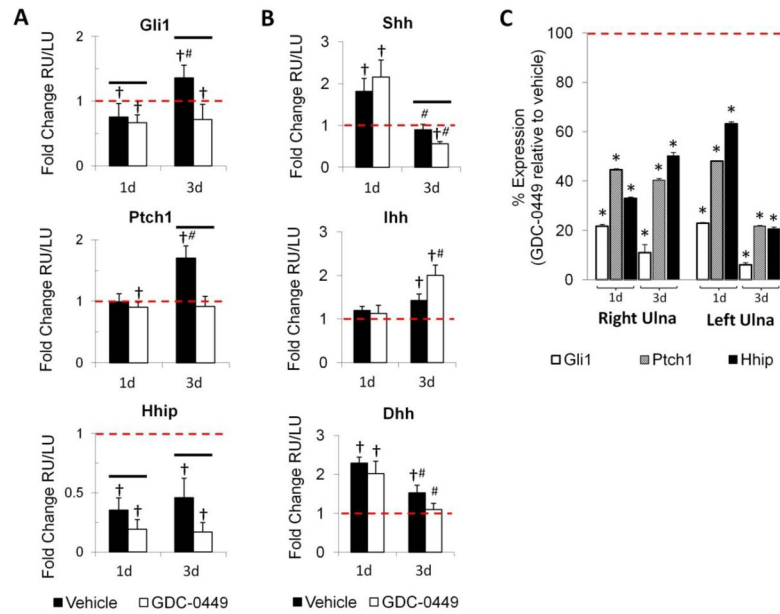 A
Gli1
Fold Change RU/LU
2
1
0
†
†
†#
†
1d
3d
Ptch1
Fold Change RU/LU
2
1
0
†
†#
1d
3d
Hhip
Fold Change RU/LU
1
0.5
0
†
†
†
†
1d
3d
Vehicle
GDC-0449
B
Shh
Fold Change RU/LU
3
2
1
0
†
†
#
†#
1d
3d
Ihh
Fold Change RU/LU
3
2
1
0
†
†#
1d
3d
Dhh
Fold Change RU/LU
3
2
1
0
†
†
†#
#
1d
3d
Vehicle
GDC-0449
C
% Expression
(GDC-0449 relative to vehicle)
100
80
60
40
20
0
* * * * * * * * * * * *
1d 3d 1d 3d
Right Ulna Left Ulna
Gli1 Ptch1 Hhip